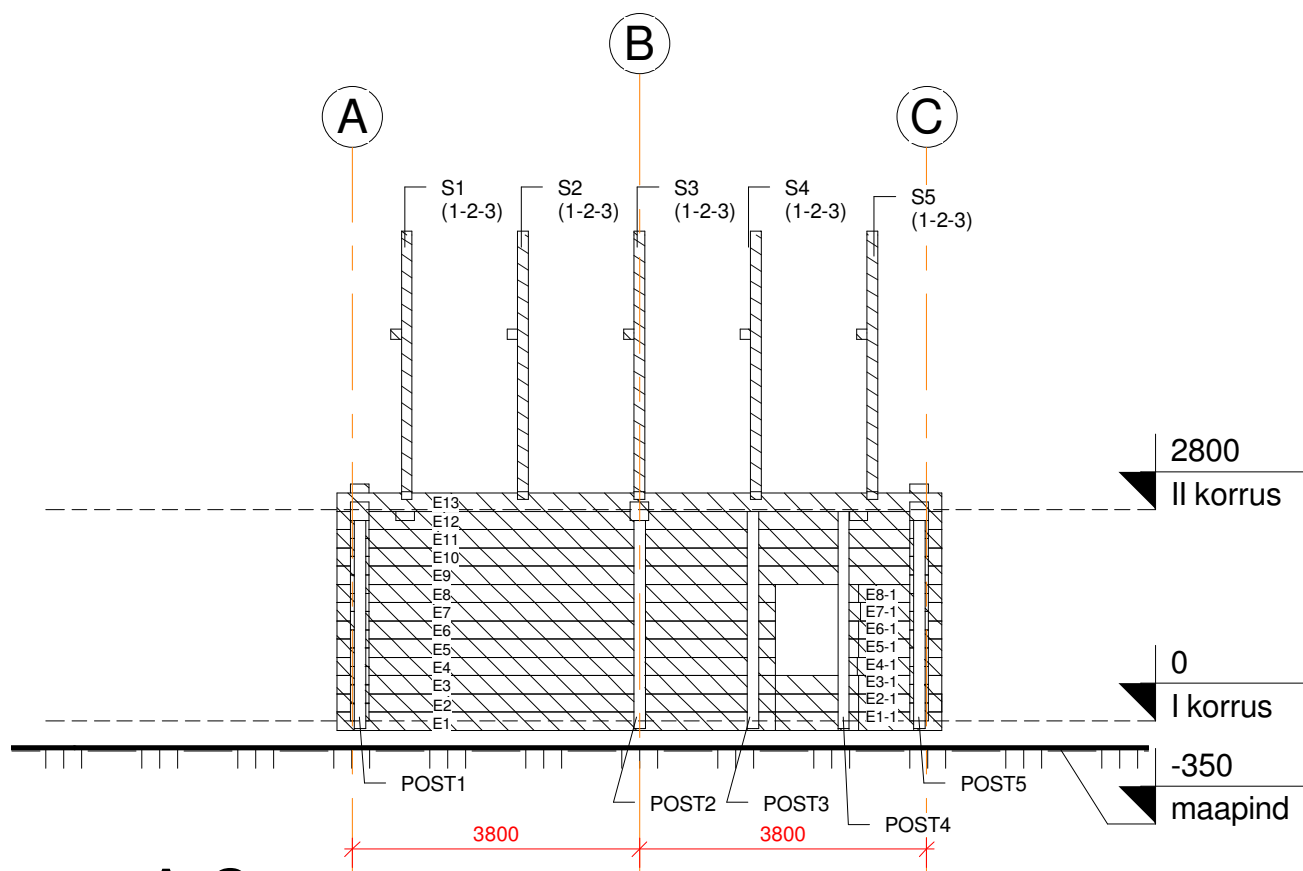 B
A
C
S1
(1-2-3)
S2
(1-2-3)
S3
(1-2-3)
S4
(1-2-3)
S5
(1-2-3)
2800
II korrus
E13
E12
E11
E10
E9
E8
E7
E6
E5
E4
E3
E2
E1
E8-1
E7-1
E6-1
E5-1
E4-1
E3-1
E2-1
E1-1
0
I korrus
-350
maapind
POST1
POST2
POST3
POST4
POST5
3800
3800